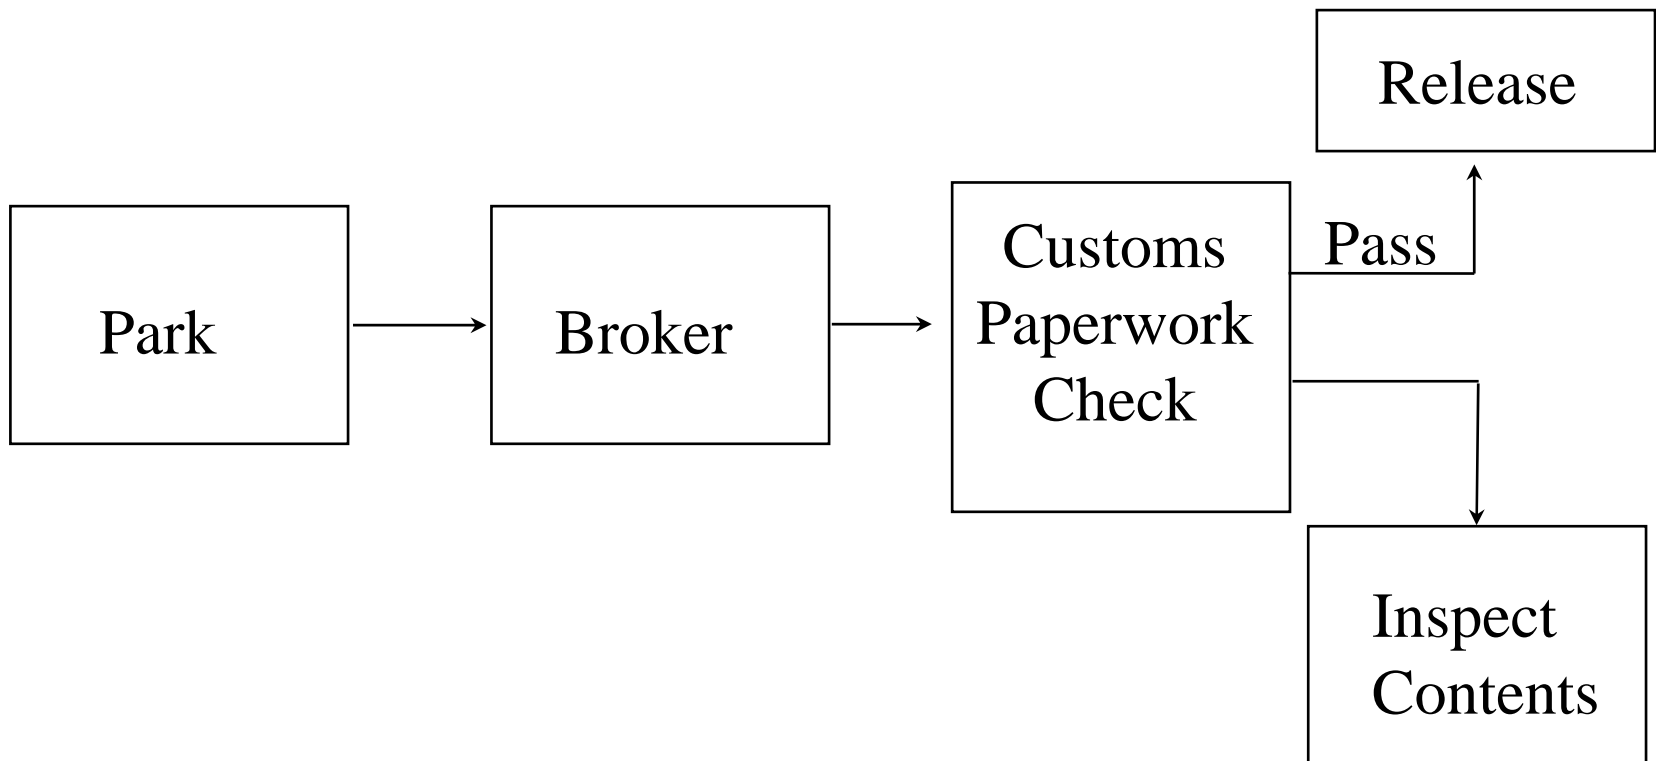 Park
Broker
Customs
Paperwork
Check
Pass
Release
Inspect
Contents